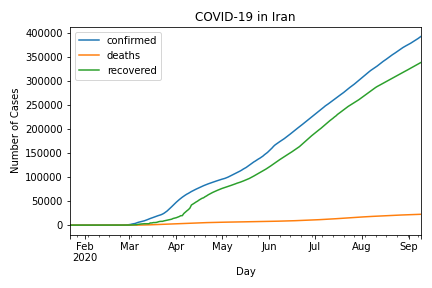 COVID-19 in Iran
confirmed
deaths
recovered
Number of Cases
400000
350000
300000
250000
200000
150000
100000
50000
0
Feb Mar Apr May Jun Jul Aug Sep
2020
Day